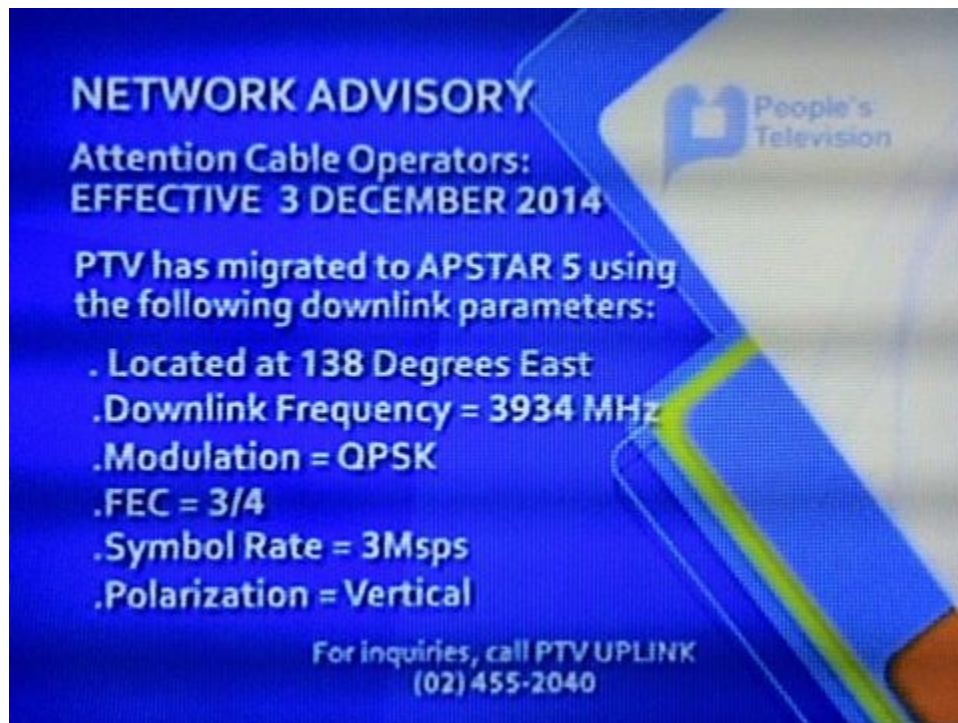 NETWORK ADVISORY
People's
Television
Attention Cable Operators:
EFFECTIVE 3 DECEMBER 2014
PTV has migrated to APSTAR 5 using
the following downlink parameters:
. Located at 138 Degrees East
.Downlink Frequency = 3934 MHz
.Modulation = QPSK
.FEC = 3/4
.Symbol Rate = 3Msps
.Polarization = Vertical
For inquiries, call PTV UPLINK
(02) 455-2040